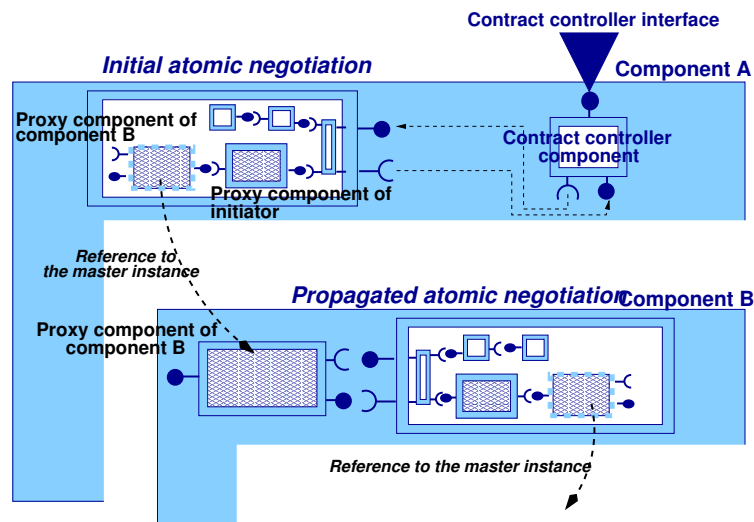 Contract controller interface
Initial atomic negotiation
Component A
Proxy component of
component B
Contract controller
component
Proxy component of
initiator
Reference to
the master instance
Propagated atomic negotiation
Component B
Proxy component of
component B
Reference to the master instance